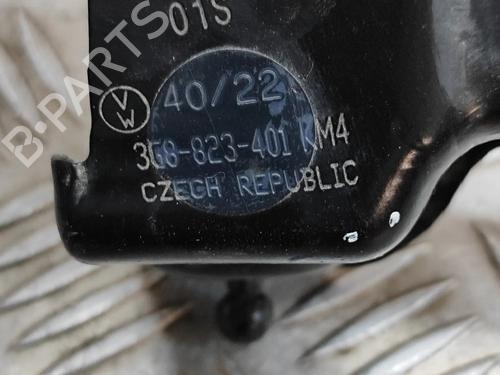 01S
VW
40/22
3G8-823-401 KM4
CZECH REPUBLIC
B-PARTS